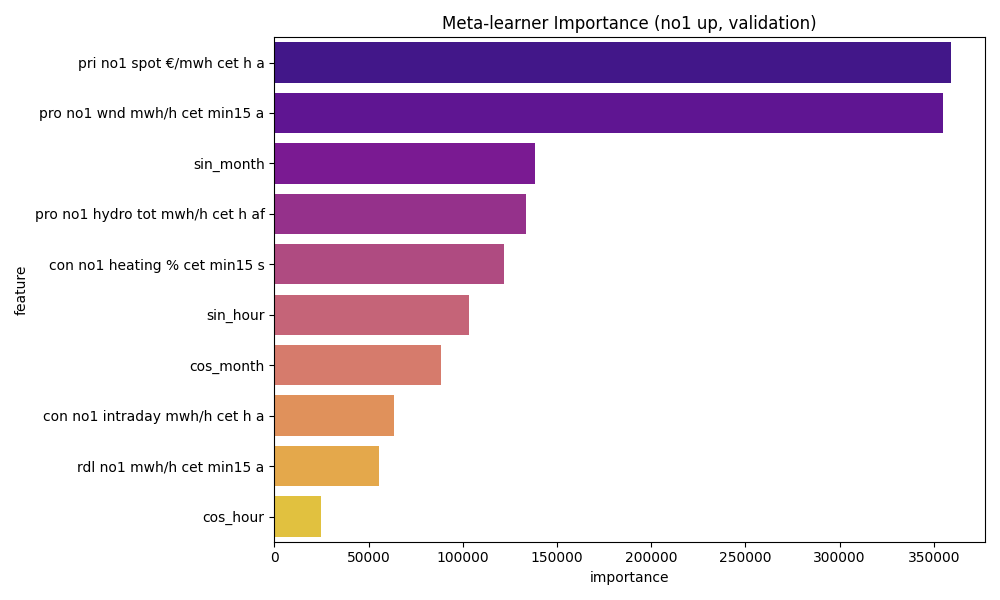 Meta-learner Importance (no1 up, validation)
feature
pri no1 spot €/mwh cet h a
pro no1 wnd mwh/h cet min15 a
sin_month
pro no1 hydro tot mwh/h cet h af
con no1 heating % cet min15 s
sin_hour
cos_month
con no1 intraday mwh/h cet h a
rdl no1 mwh/h cet min15 a
cos_hour
0 50000 100000 150000 200000 250000 300000 350000
importance